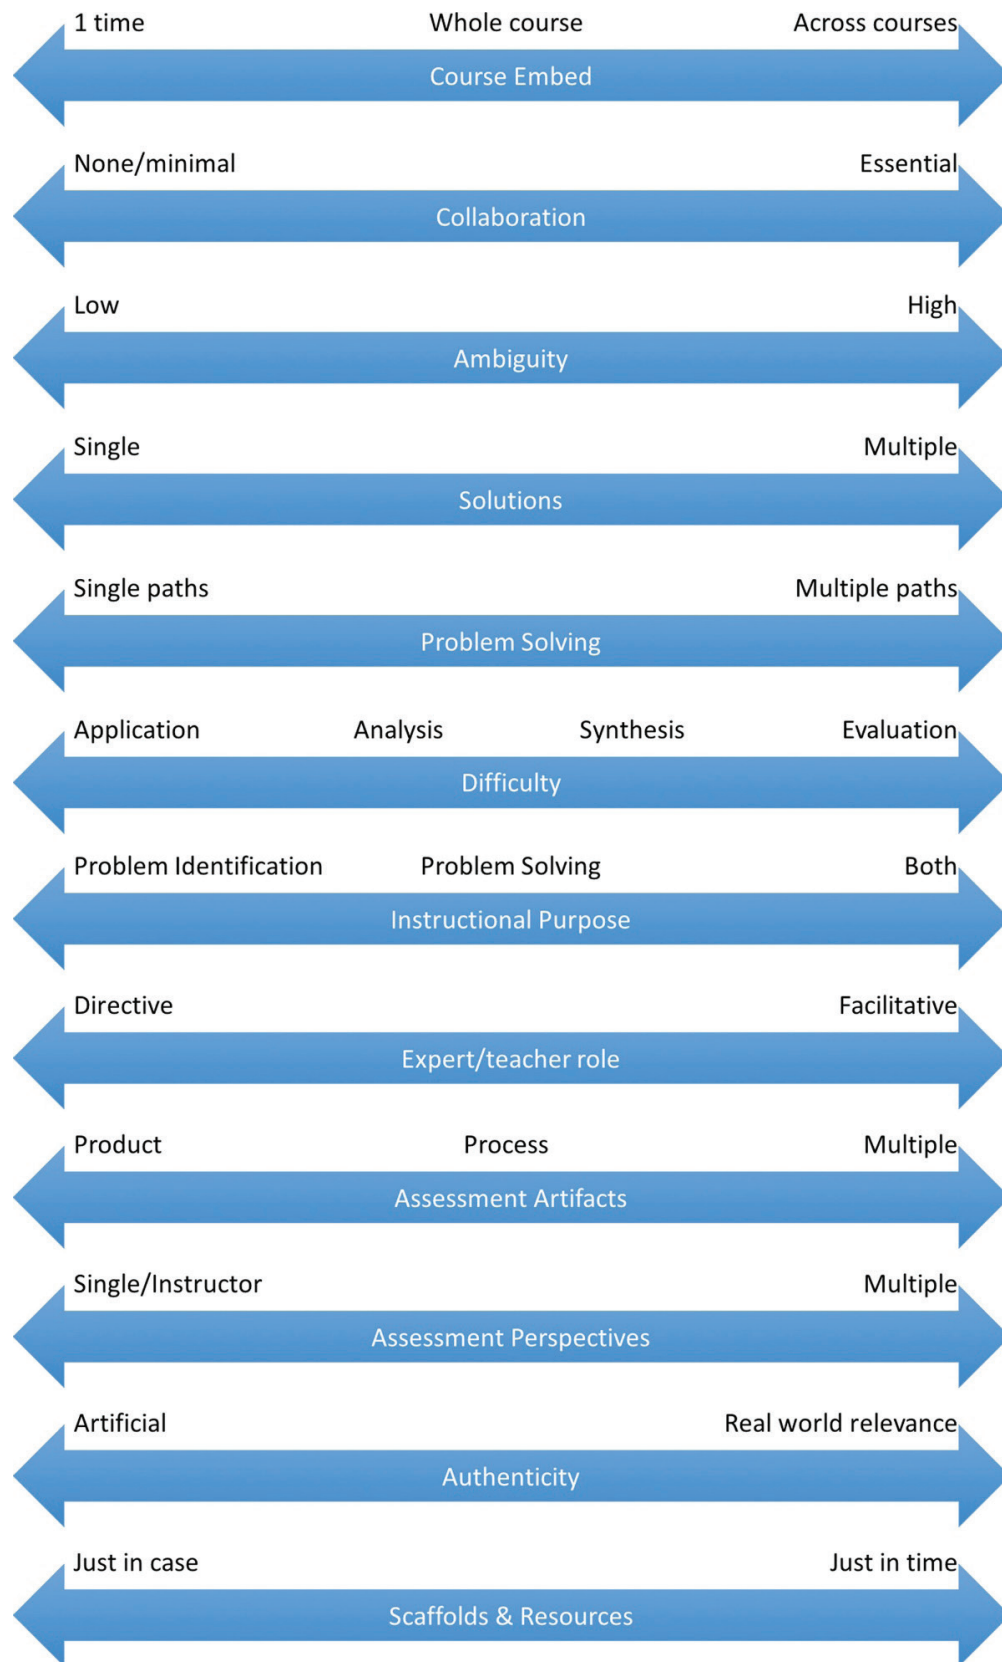 1 time Whole course Across courses
Course Embed
None/minimal Essential
Collaboration
Low High
Ambiguity
Single Multiple
Solutions
Single paths Multiple paths
Problem Solving
Application Analysis Synthesis Evaluation
Difficulty
Problem Identification Problem Solving Both
Instructional Purpose
Directive Facilitative
Expert/teacher role
Product Process Multiple
Assessment Artifacts
Single/Instructor Multiple
Assessment Perspectives
Artificial Real world relevance
Authenticity
Just in case Just in time
Scaffolds & Resources